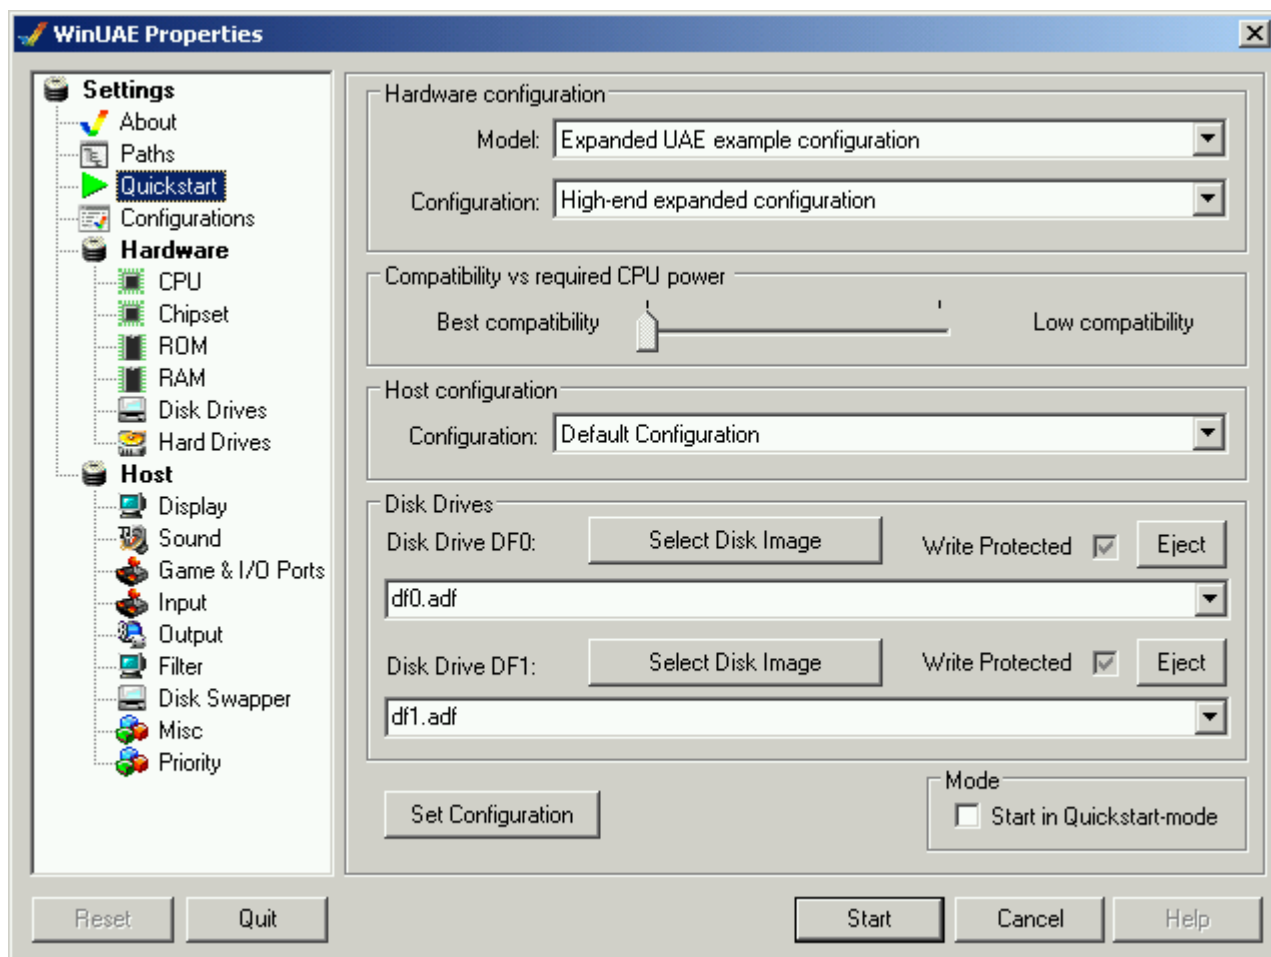 WinUAE Properties
Settings
About
Paths
Quickstart
Configurations
Hardware
CPU
Chipset
ROM
RAM
Disk Drives
Hard Drives
Host
Display
Sound
Game & I/O Ports
Input
Output
Filter
Disk Swapper
Misc
Priority
Hardware configuration
Model: Expanded UAE example configuration
Configuration: High-end expanded configuration
Compatibility vs required CPU power
Best compatibility Low compatibility
Host configuration
Configuration: Default Configuration
Disk Drives
Disk Drive DF0: Select Disk Image Write Protected Eject
df0.adf
Disk Drive DF1: Select Disk Image Write Protected Eject
df1.adf
Set Configuration
Mode
Start in Quickstart-mode
Reset Quit Start Cancel Help